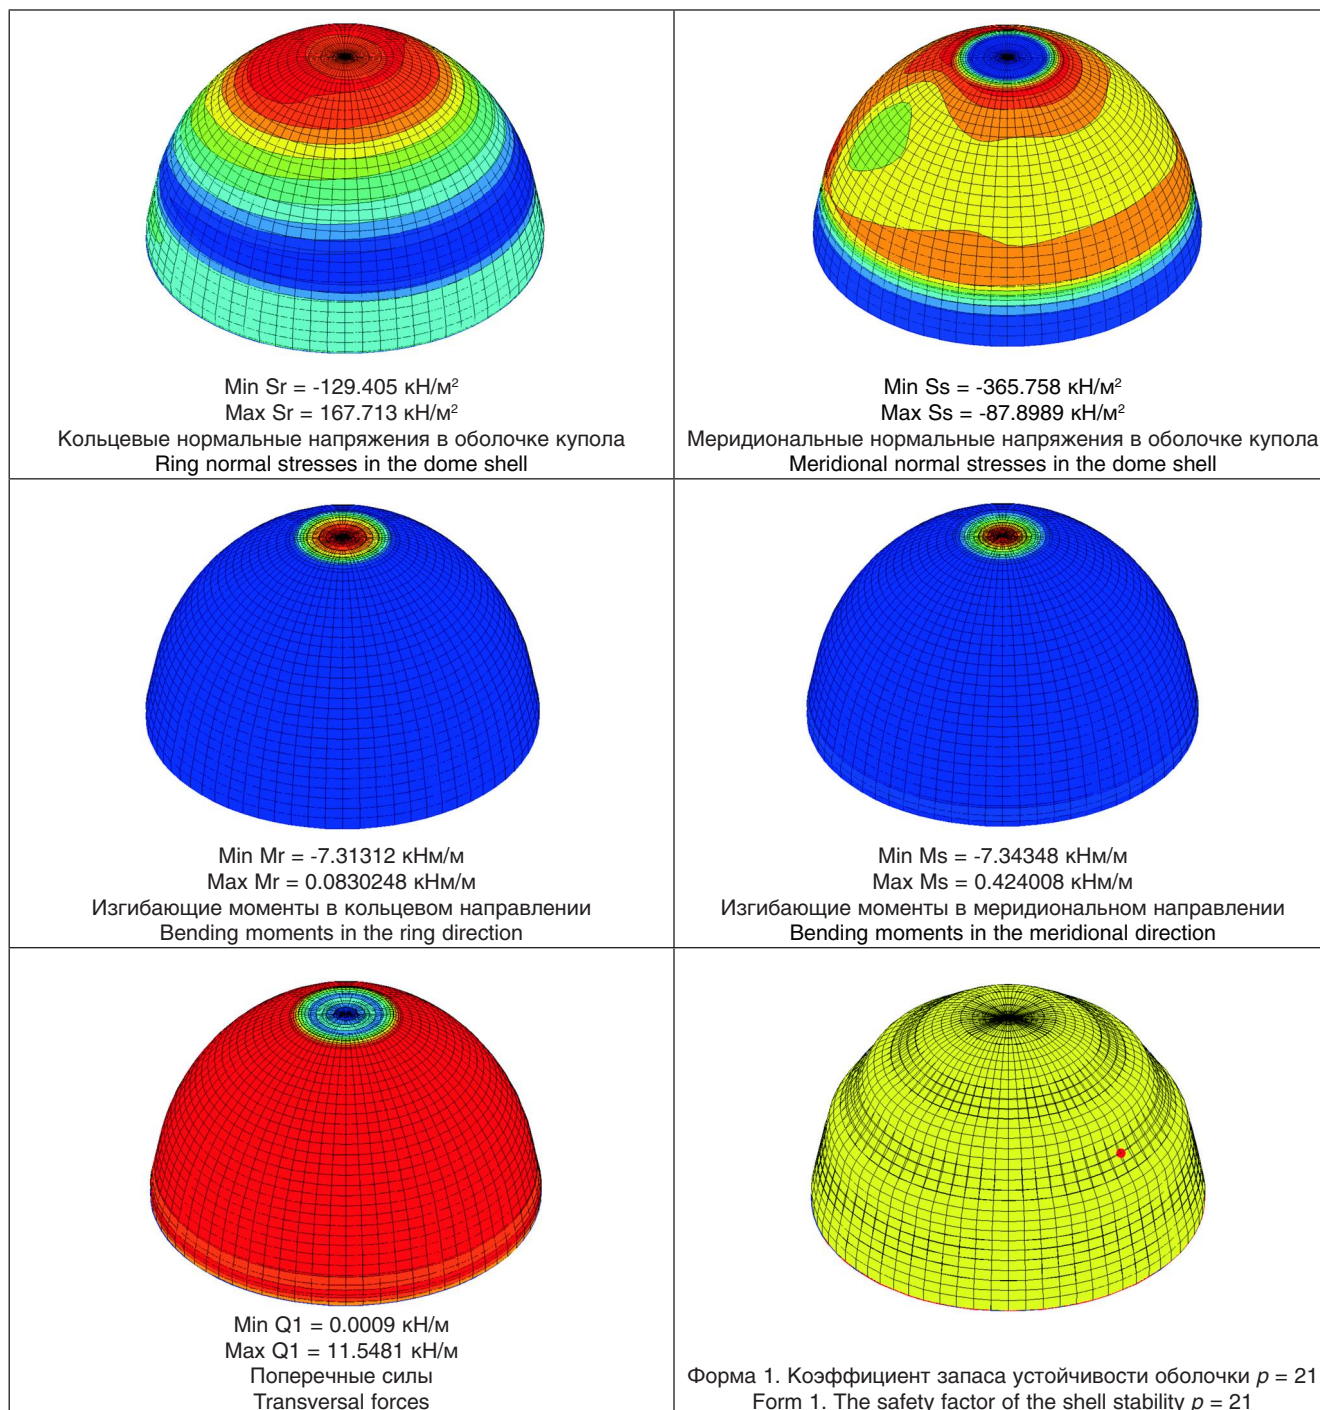 Min Sr = -129.405 кН/м²
Max Sr = 167.713 кН/м²
Кольцевые нормальные напряжения в оболочке купола
Ring normal stresses in the dome shell
Min Ss = -365.758 кН/м²
Max Ss = -87.8989 кН/м²
Меридиональные нормальные напряжения в оболочке купола
Meridional normal stresses in the dome shell
Min Mr = -7.31312 кНм/м
Max Mr = 0.0830248 кНм/м
Изгибающие моменты в кольцевом направлении
Bending moments in the ring direction
Min Ms = -7.34348 кНм/м
Max Ms = 0.424008 кНм/м
Изгибающие моменты в меридиональном направлении
Bending moments in the meridional direction
Min Q1 = 0.0009 кН/м
Max Q1 = 11.5481 кН/м
Поперечные силы
Transversal forces
Форма 1. Коэффициент запаса устойчивости оболочки p = 21
Form 1. The safety factor of the shell stability p = 21